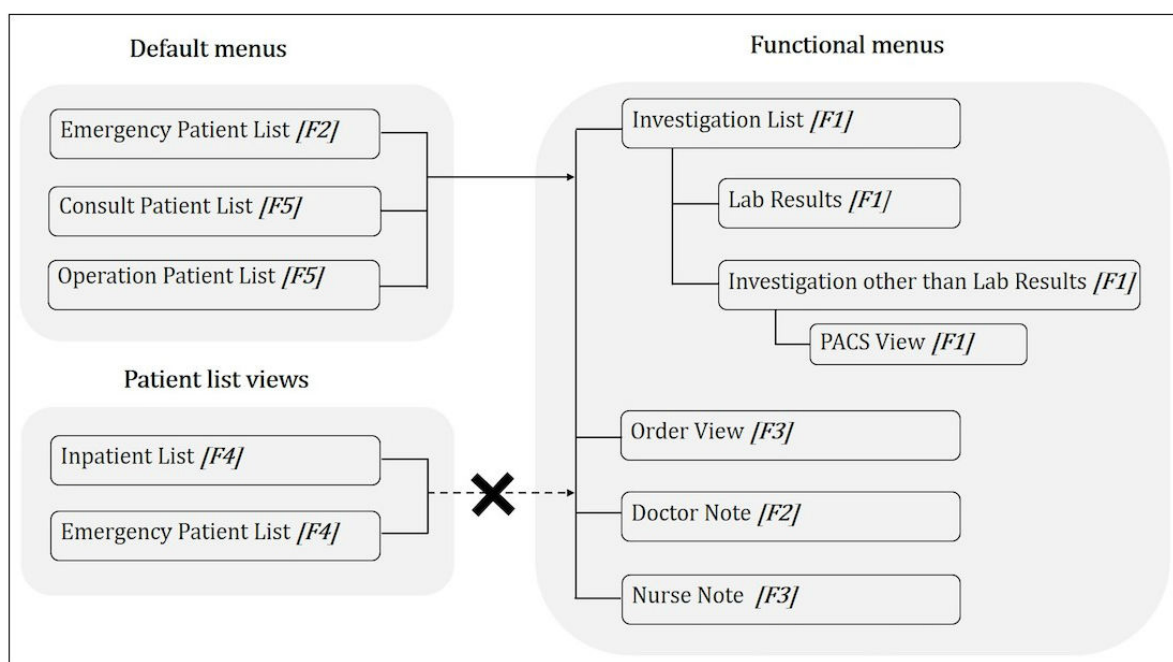 Default menus
Emergency Patient List [F2]
Consult Patient List [F5]
Operation Patient List [F5]
Patient list views
Inpatient List [F4]
Emergency Patient List [F4]
Functional menus
Investigation List [F1]
Lab Results [F1]
Investigation other than Lab Results [F1]
PACS View [F1]
Order View [F3]
Doctor Note [F2]
Nurse Note [F3]